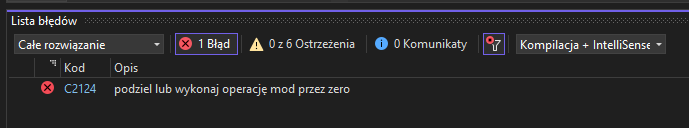 Lista błędów
Całe rozwiązanie 1 Błąd 0 z 6 Ostrzeżenia 0 Komunikaty Kompilacja + IntelliSense
Kod Opis
C2124 podziel lub wykonaj operację mod przez zero